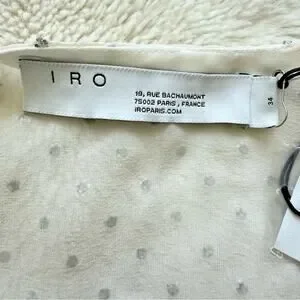 IRO
19, RUE BACHAUMONT
75002 PARIS, FRANCE
IROPARIS.COM
34